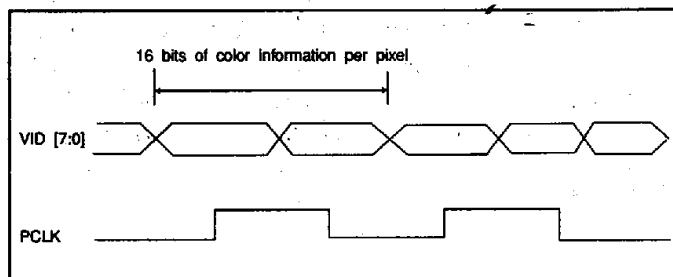 16 bits of color information per pixel
VID [7:0]
PCLK